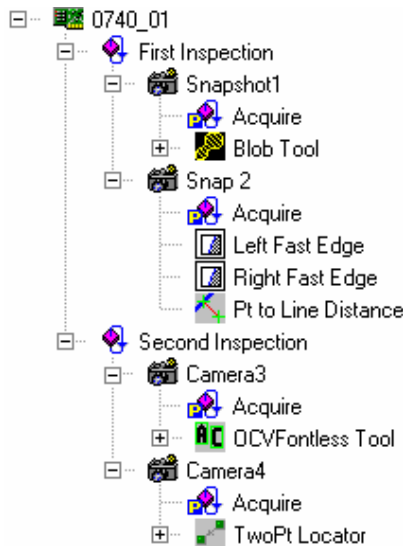 0740_01
First Inspection
Snapshot1
Acquire
Blob Tool
Snap 2
Acquire
Left Fast Edge
Right Fast Edge
Pt to Line Distance
Second Inspection
Camera3
Acquire
OCVFontless Tool
Camera4
Acquire
TwoPt Locator